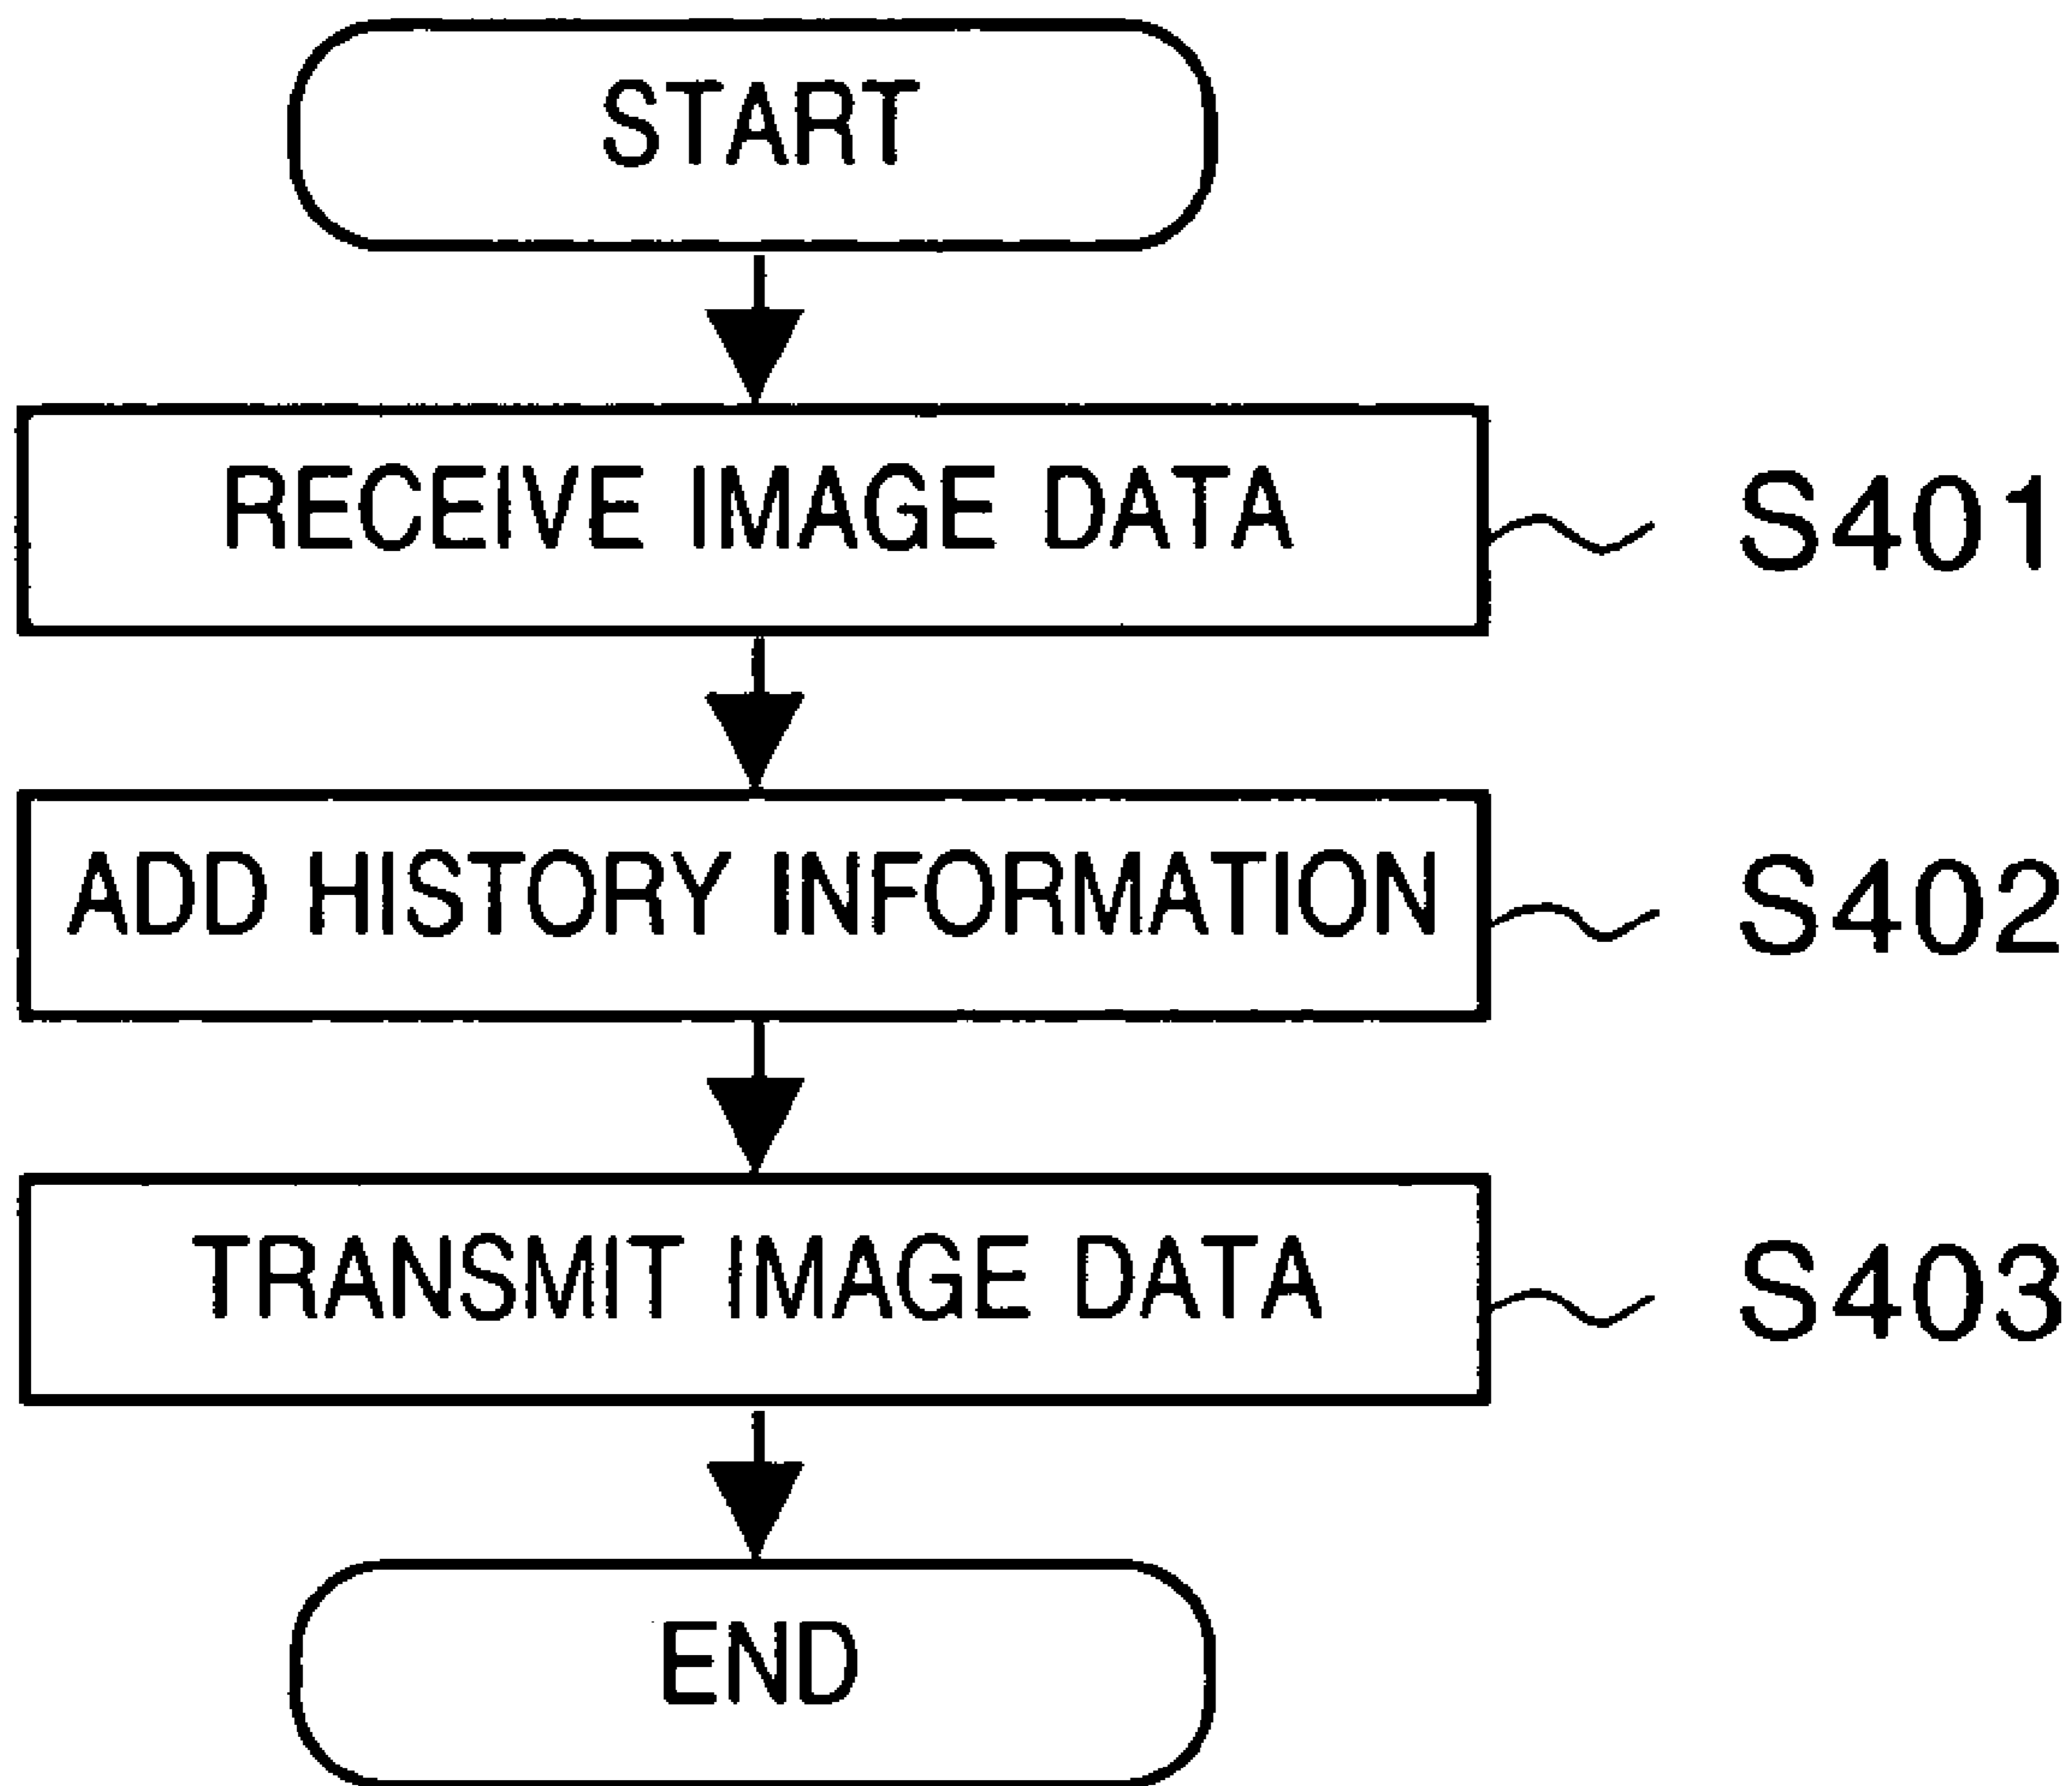 START
RECEIVE IMAGE DATA S401
ADD HISTORY INFORMATION S402
TRANSMIT IMAGE DATA S403
END